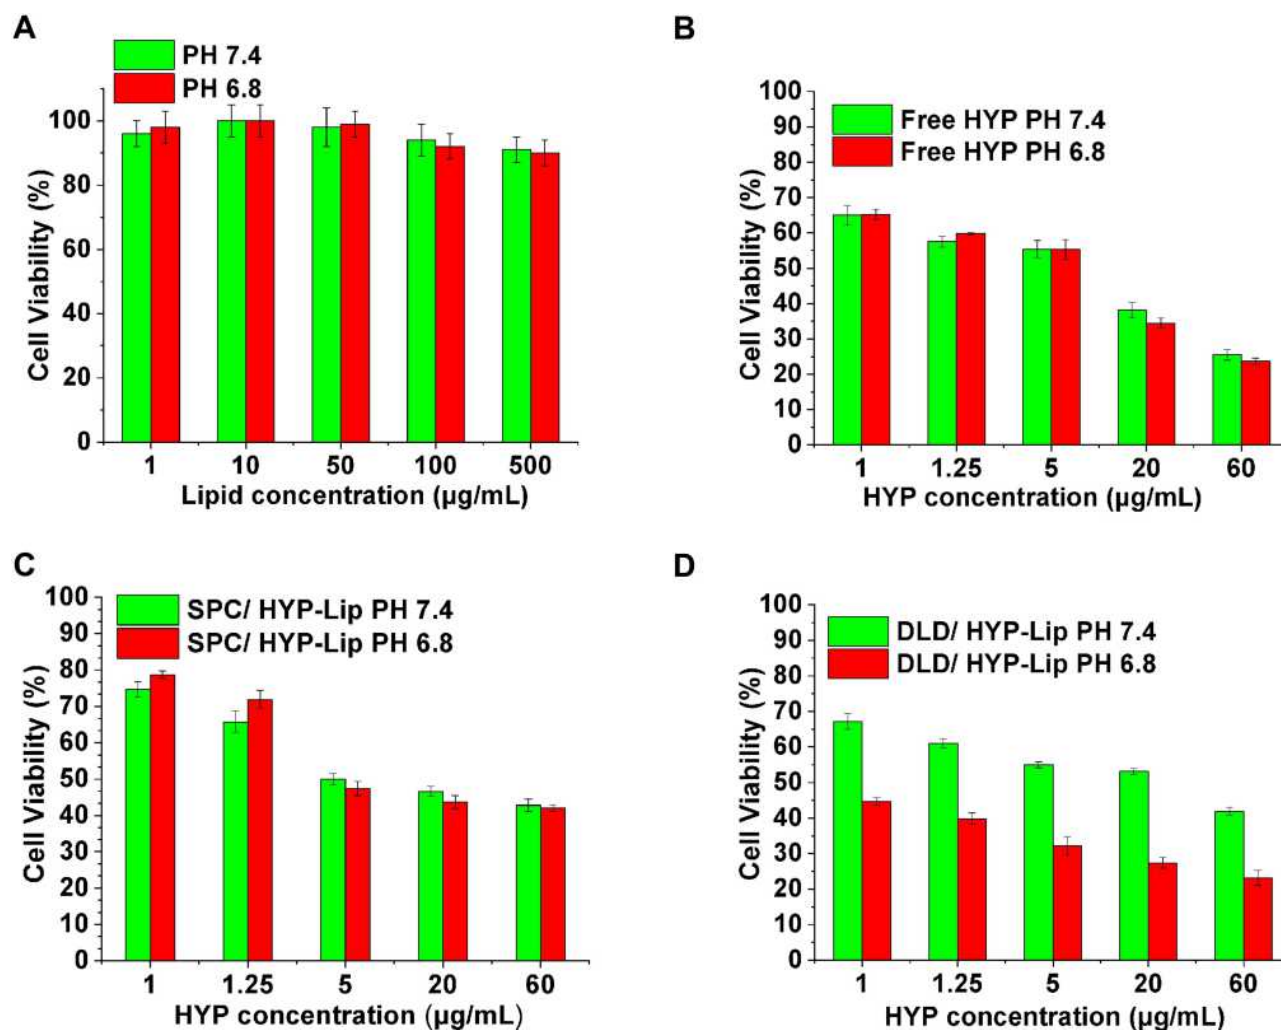 A
PH 7.4
PH 6.8
100
80
60
40
20
0
Cell Viability (%)
1 10 50 100 500
Lipid concentration (µg/mL)
B
Free HYP PH 7.4
Free HYP PH 6.8
100
90
80
70
60
50
40
30
20
10
0
Cell Viability (%)
1 1.25 5 20 60
HYP concentration (µg/mL)
C
SPC/ HYP-Lip PH 7.4
SPC/ HYP-Lip PH 6.8
100
90
80
70
60
50
40
30
20
10
0
Cell Viability (%)
1 1.25 5 20 60
HYP concentration (µg/mL)
D
DLD/ HYP-Lip PH 7.4
DLD/ HYP-Lip PH 6.8
100
90
80
70
60
50
40
30
20
10
0
Cell Viability (%)
1 1.25 5 20 60
HYP concentration (µg/mL)